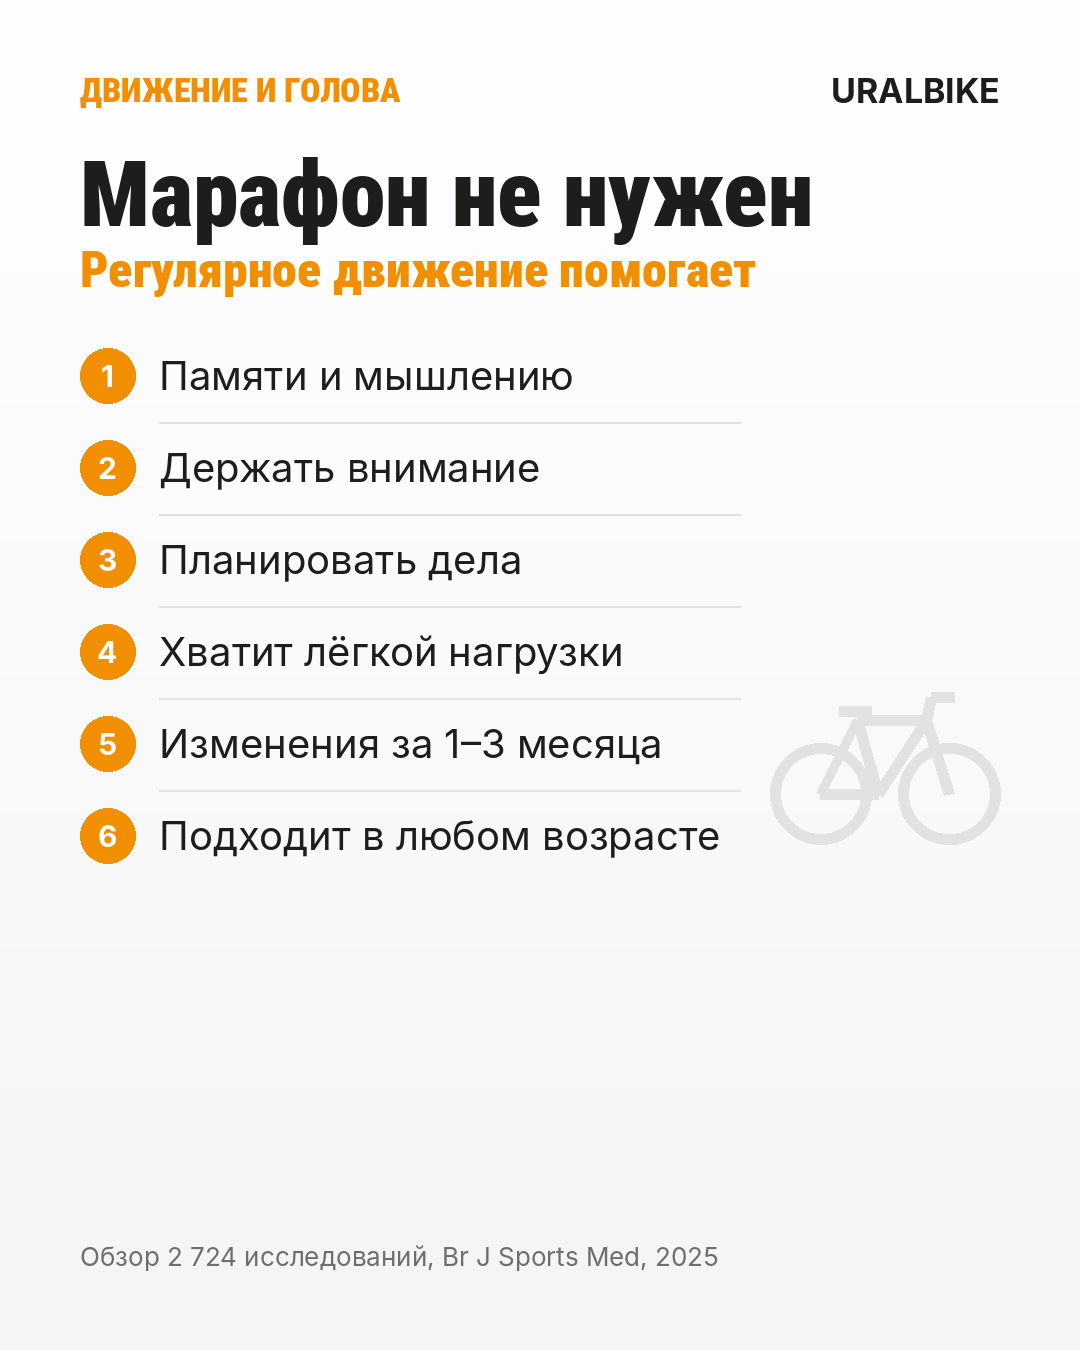 ДВИЖЕНИЕ И ГОЛОВА
URALBIKE
Марафон не нужен
Регулярное движение помогает
1 Памяти и мышлению
2 Держать внимание
3 Планировать дела
4 Хватит лёгкой нагрузки
5 Изменения за 1–3 месяца
6 Подходит в любом возрасте
Обзор 2 724 исследований, Br J Sports Med, 2025